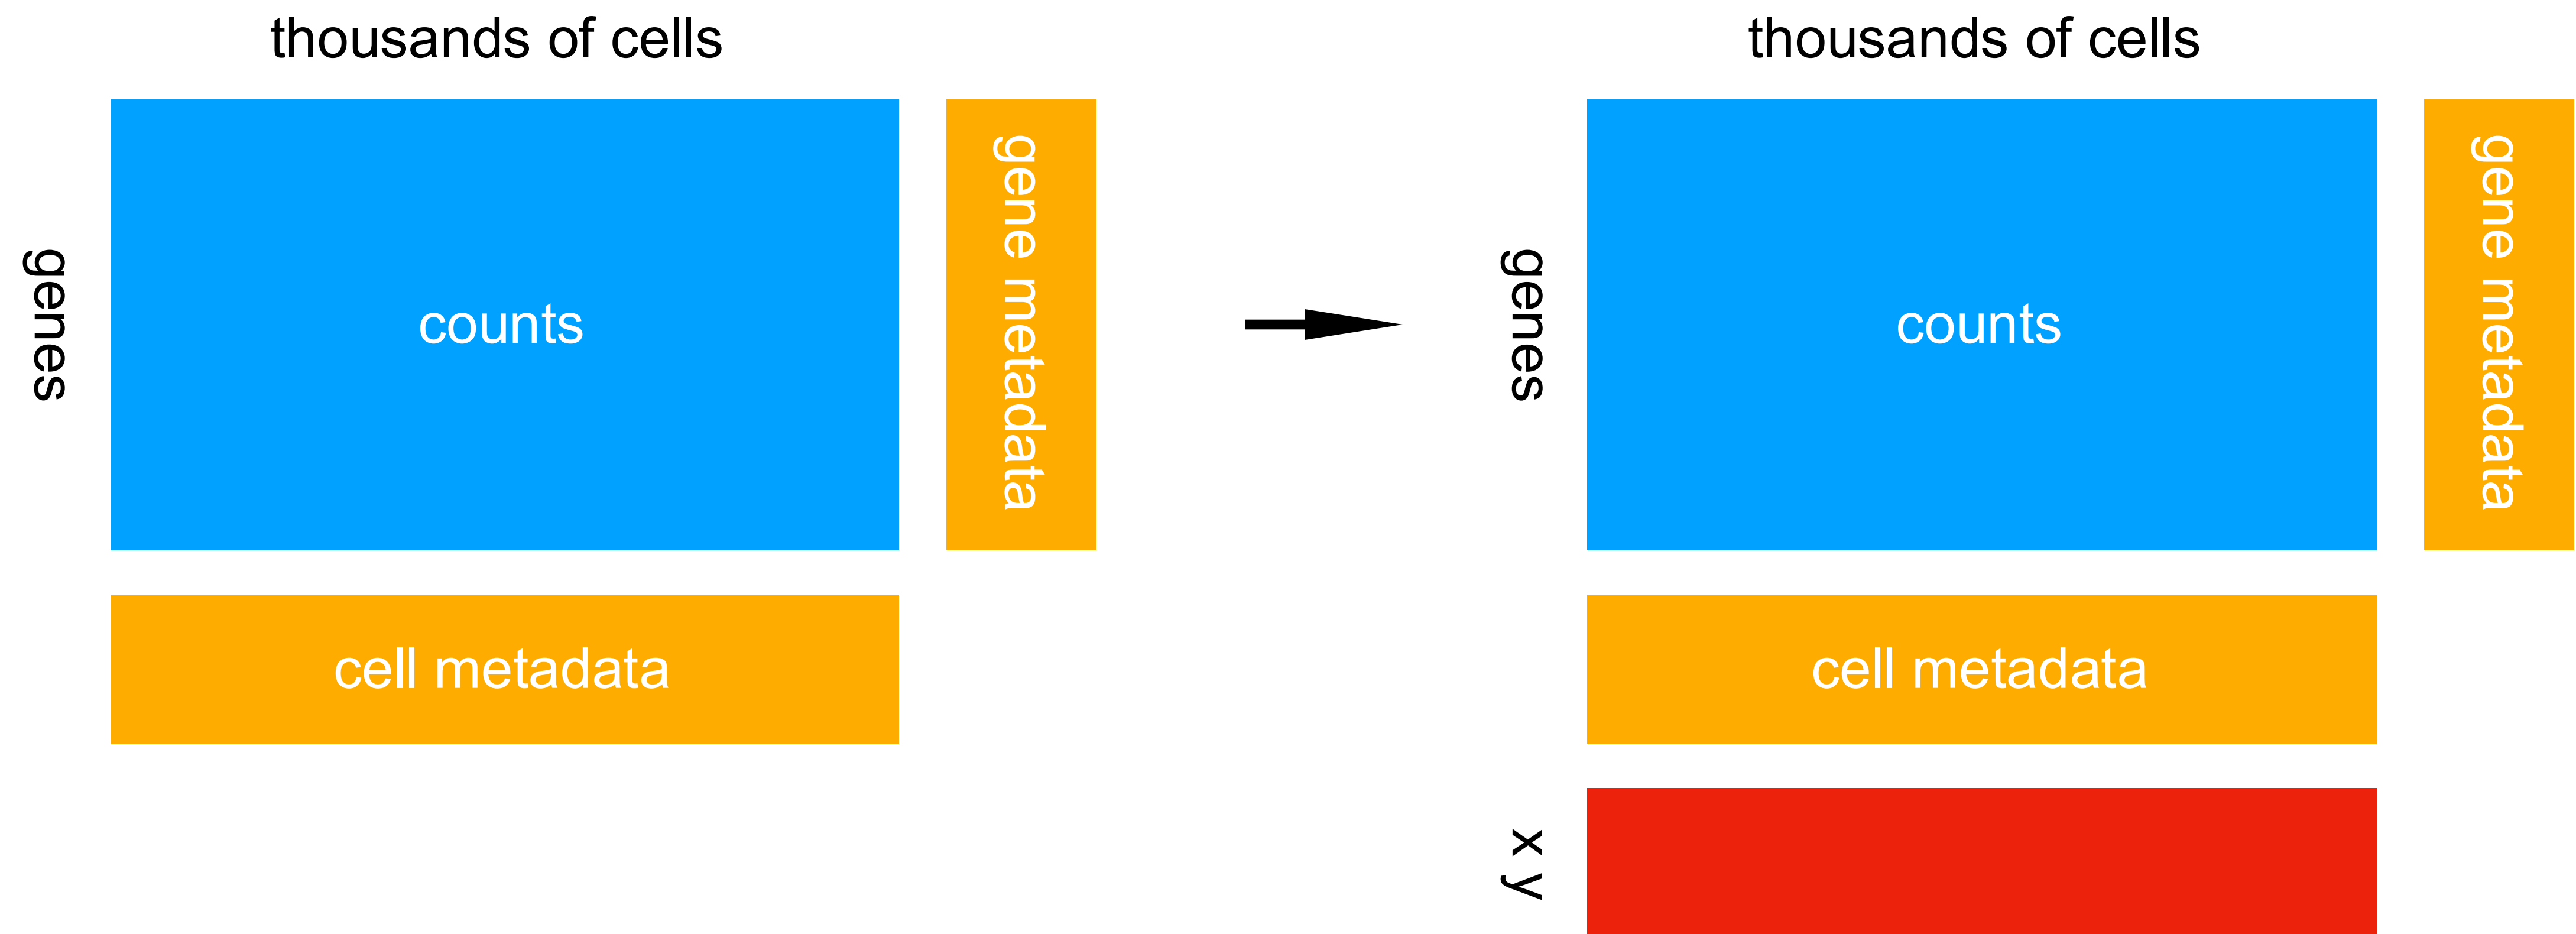 thousands of cells
genes
counts
gene metadata
cell metadata
thousands of cells
genes
counts
gene metadata
cell metadata
x y